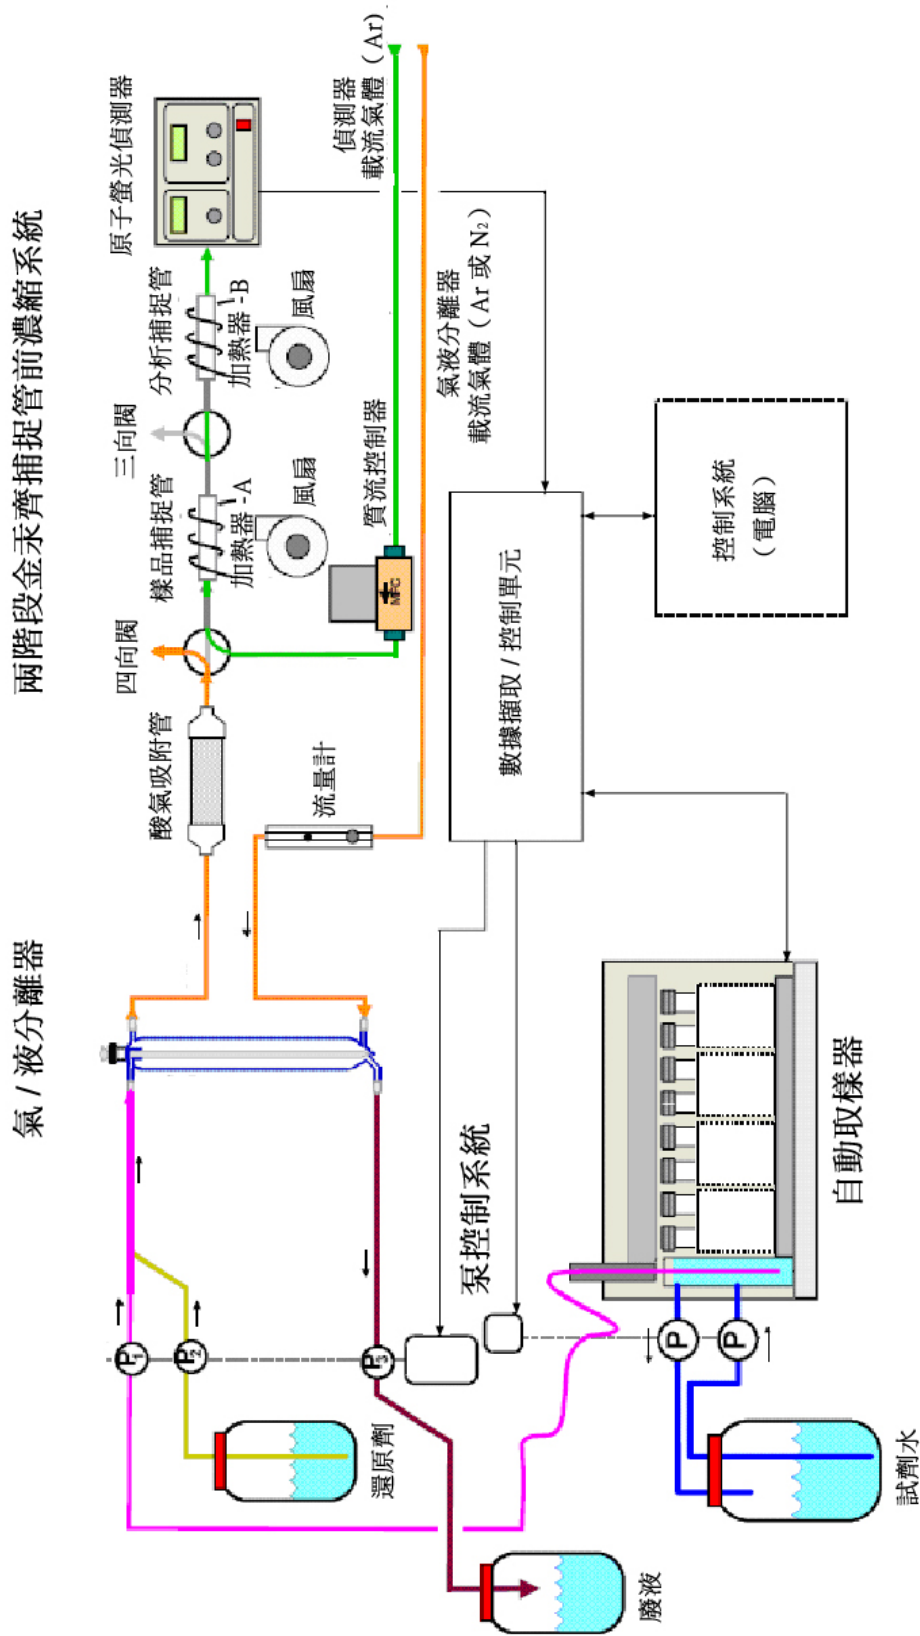 氣 / 液分離器
兩階段金汞齊捕捉管前濃縮系統
酸氣吸附管
四向閥
樣品捕捉管
三向閥
分析捕捉管
原子螢光偵測器
加熱器-A
加熱器-B
風扇
風扇
流量計
MFC
質流控制器
偵測器
載流氣體（Ar）
氣液分離器
載流氣體（Ar 或 N₂）
P₁
P₂
P₃
還原劑
廢液
泵控制系統
數據擷取 / 控制單元
控制系統
（電腦）
P
P
試劑水
自動取樣器